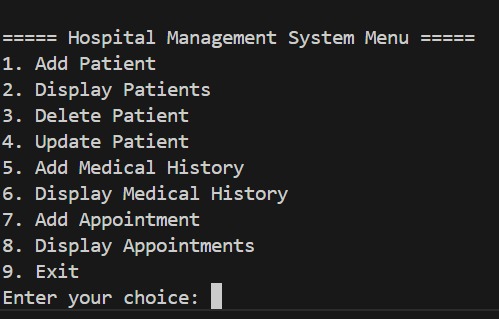 ===== Hospital Management System Menu =====
1. Add Patient
2. Display Patients
3. Delete Patient
4. Update Patient
5. Add Medical History
6. Display Medical History
7. Add Appointment
8. Display Appointments
9. Exit
Enter your choice: